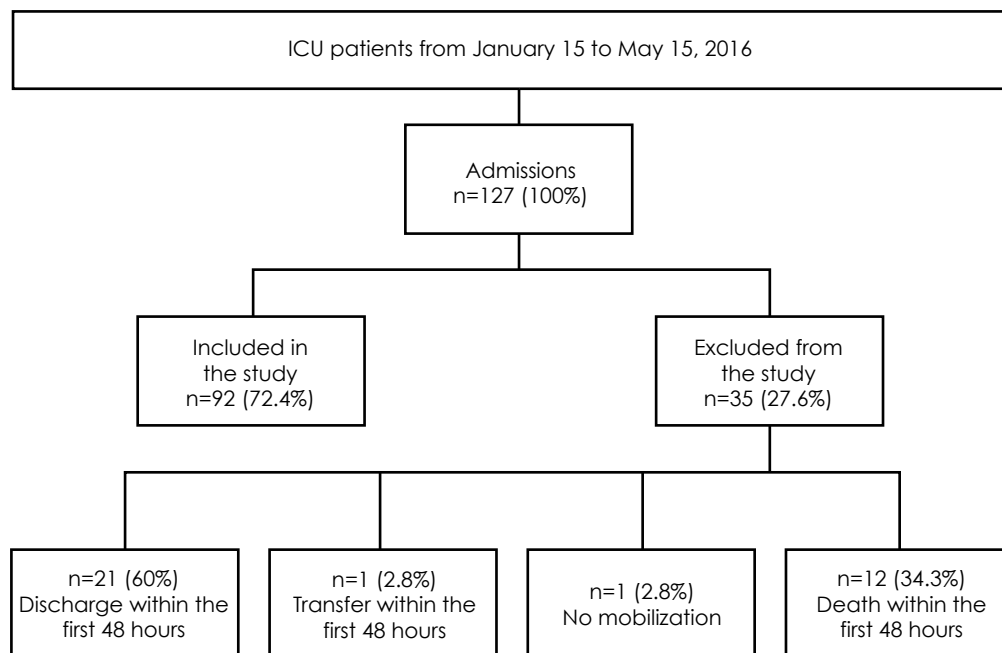 ICU patients from January 15 to May 15, 2016
Admissions
n=127 (100%)
Included in
the study
n=92 (72.4%)
Excluded from
the study
n=35 (27.6%)
n=21 (60%)
Discharge within the
first 48 hours
n=1 (2.8%)
Transfer within the
first 48 hours
n=1 (2.8%)
No mobilization
n=12 (34.3%)
Death within the
first 48 hours